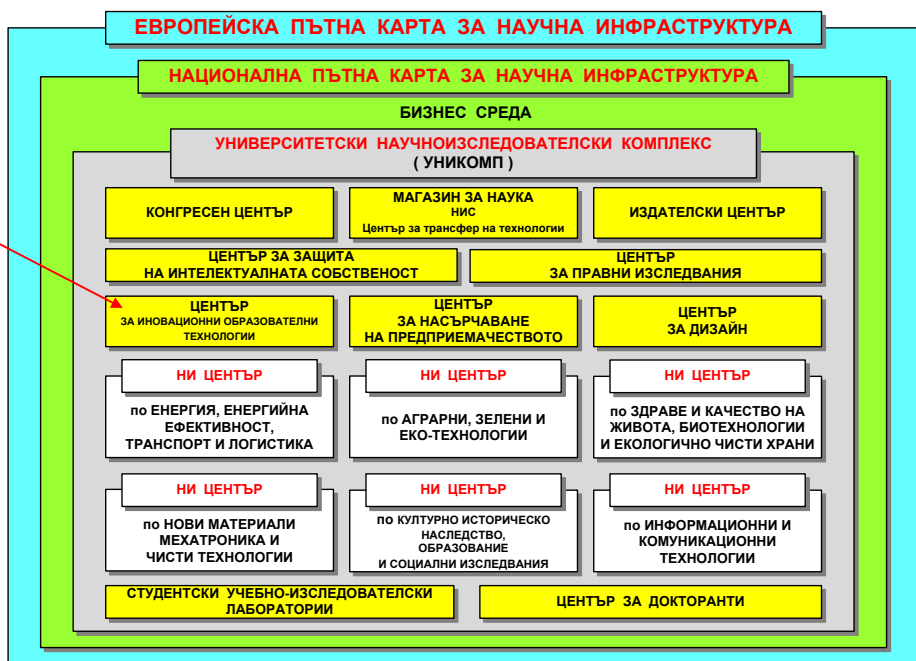 ЕВРОПЕЙСКА ПЪТНА КАРТА ЗА НАУЧНА ИНФРАСТРУКТУРА
НАЦИОНАЛНА ПЪТНА КАРТА ЗА НАУЧНА ИНФРАСТРУКТУРА
БИЗНЕС СРЕДА
УНИВЕРСИТЕТСКИ НАУЧНОИЗСЛЕДОВАТЕЛСКИ КОМПЛЕКС
( УНИКОМП )
КОНГРЕСЕН ЦЕНТЪР
МАГАЗИН ЗА НАУКА
НИС
Център за трансфер на технологии
ИЗДАТЕЛСКИ ЦЕНТЪР
ЦЕНТЪР ЗА ЗАЩИТА
НА ИНТЕЛЕКТУАЛНАТА СОБСТВЕНОСТ
ЦЕНТЪР
ЗА ПРАВНИ ИЗСЛЕДВАНИЯ
ЦЕНТЪР
ЗА ИНОВАЦИОННИ ОБРАЗОВАТЕЛНИ
ТЕХНОЛОГИИ
ЦЕНТЪР
ЗА НАСЪРЧАВАНЕ
НА ПРЕДПРИЕМАЧЕСТВОТО
ЦЕНТЪР
ЗА ДИЗАЙН
НИ ЦЕНТЪР
по ЕНЕРГИЯ, ЕНЕРГИЙНА
ЕФЕКТИВНОСТ,
ТРАНСПОРТ И ЛОГИСТИКА
НИ ЦЕНТЪР
по АГРАРНИ, ЗЕЛЕНИ И
ЕКО-ТЕХНОЛОГИИ
НИ ЦЕНТЪР
по ЗДРАВЕ И КАЧЕСТВО НА
ЖИВОТА, БИОТЕХНОЛОГИИ
И ЕКОЛОГИЧНО ЧИСТИ ХРАНИ
НИ ЦЕНТЪР
по НОВИ МАТЕРИАЛИ
МЕХАТРОНИКА И
ЧИСТИ ТЕХНОЛОГИИ
НИ ЦЕНТЪР
по КУЛТУРНО ИСТОРИЧЕСКО
НАСЛЕДСТВО,
ОБРАЗОВАНИЕ
И СОЦИАЛНИ ИЗСЛЕДВАНИЯ
НИ ЦЕНТЪР
по ИНФОРМАЦИОННИ И
КОМУНИКАЦИОННИ
ТЕХНОЛОГИИ
СТУДЕНТСКИ УЧЕБНО-ИЗСЛЕДОВАТЕЛСКИ
ЛАБОРАТОРИИ
ЦЕНТЪР ЗА ДОКТОРАНТИ